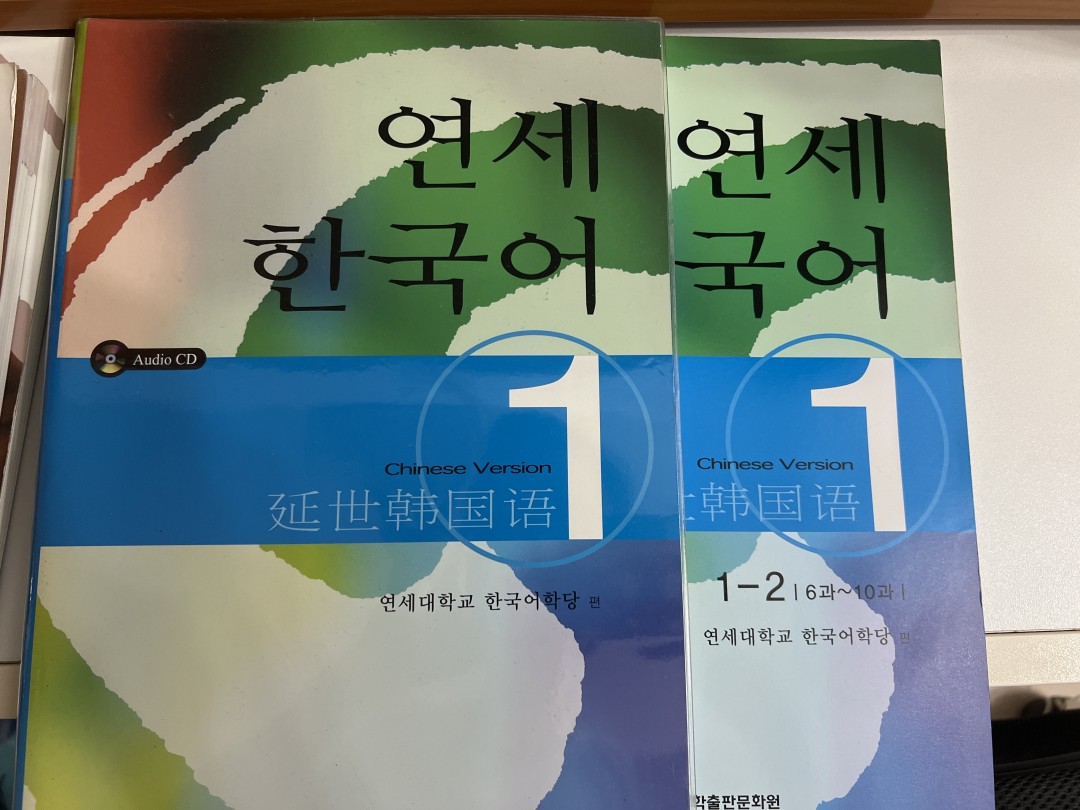 연세
한국어
Audio CD
1
Chinese Version
延世韩国语
연세대학교 한국어학당 편
연세
국어
1
Chinese Version
韩国语
1-2 | 6과~10과 |
연세대학교 한국어학당 편
학출판문화원